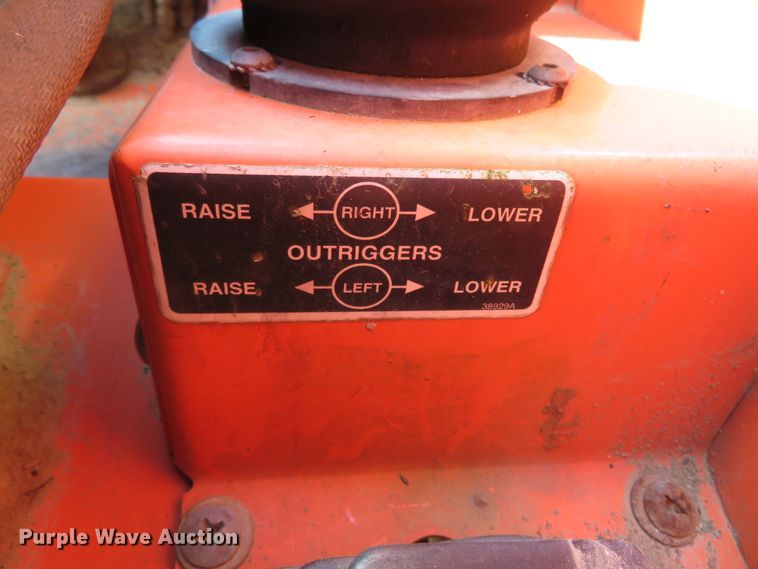 RAISE RIGHT LOWER
OUTRIGGERS
RAISE LEFT LOWER
38929A
Purple Wave Auction